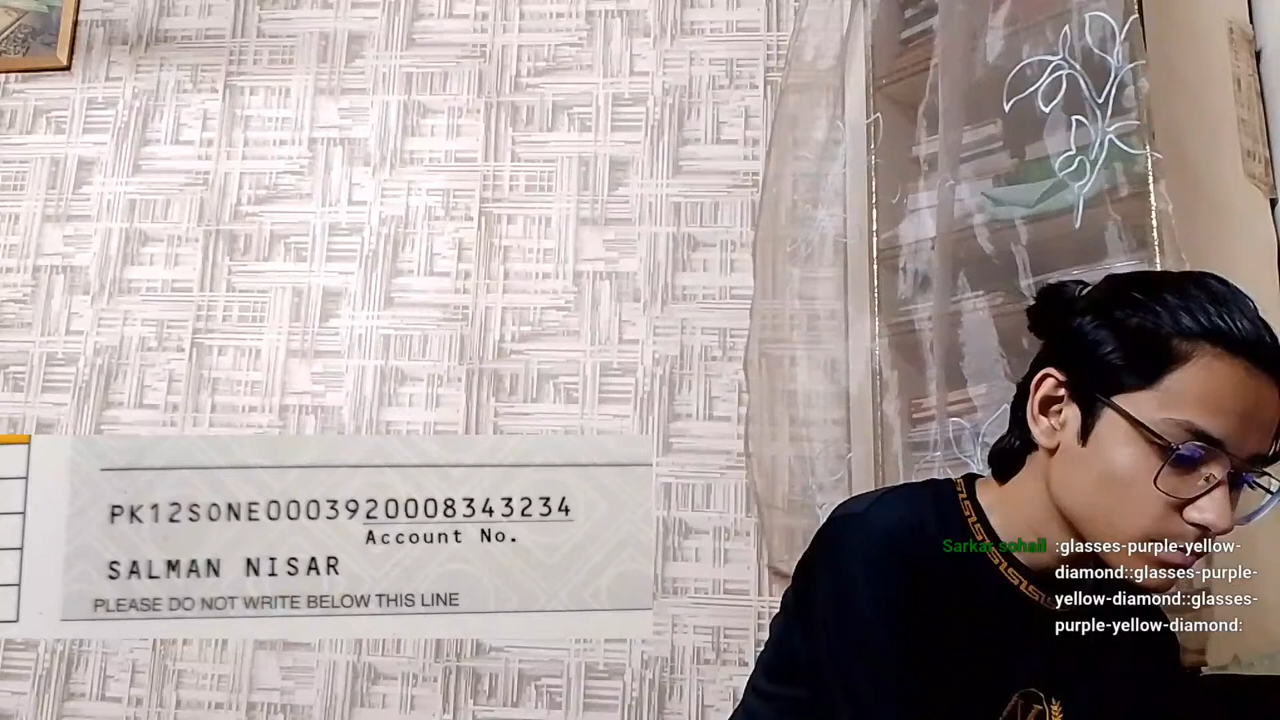 PK12SONE0003920008343234
Account No.
SALMAN NISAR
PLEASE DO NOT WRITE BELOW THIS LINE
Sarkar sohail :glasses-purple-yellow-
diamond::glasses-purple-
yellow-diamond::glasses-
purple-yellow-diamond: